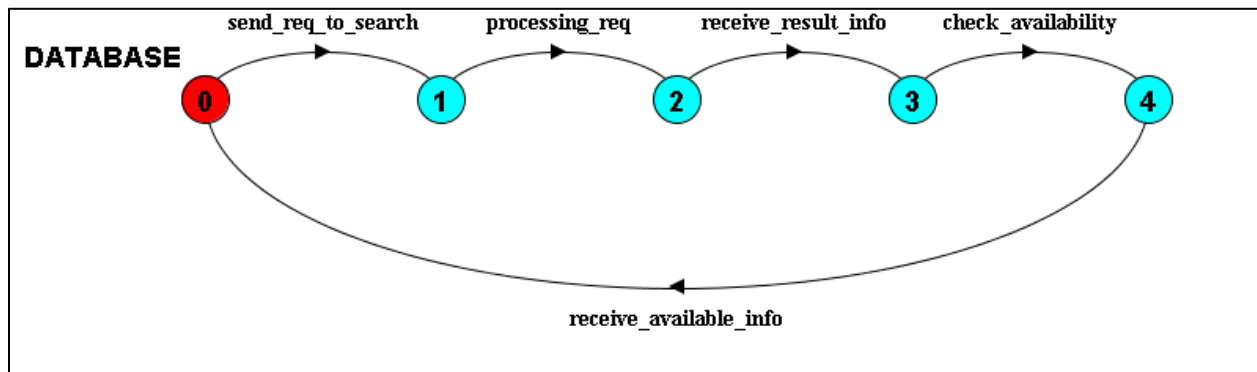 send_req_to_search processing_req receive_result_info check_availability
DATABASE
0 1 2 3 4
receive_available_info